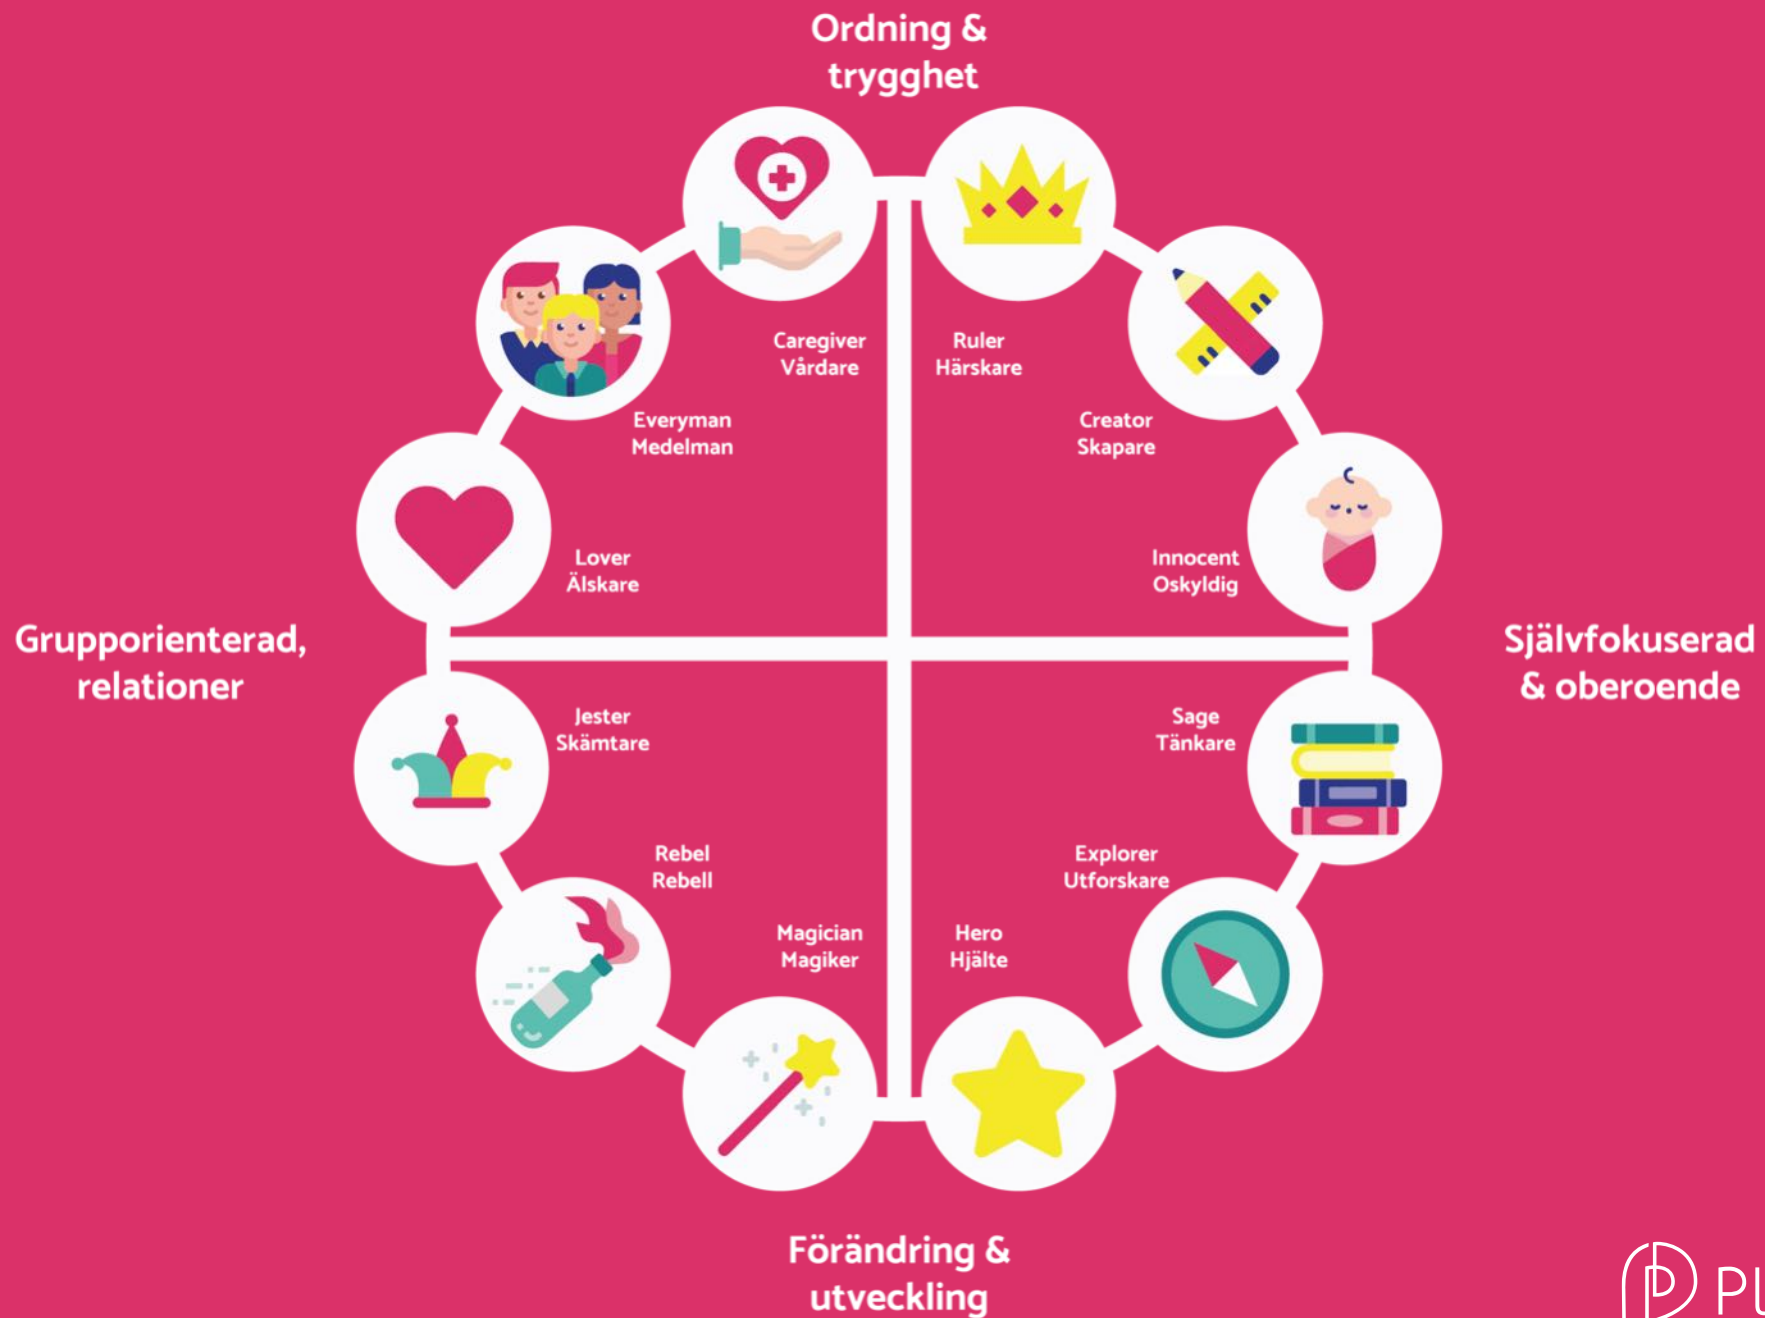 Ordning &
trygghet
Caregiver
Vårdare
Ruler
Härskare
Everyman
Medelman
Creator
Skapare
Lover
Älskare
Innocent
Oskyldig
Grupporienterad,
relationer
Självfokuserad
& oberoende
Jester
Skämtare
Sage
Tänkare
Rebel
Rebell
Explorer
Utforskare
Magician
Magiker
Hero
Hjälte
Förändring &
utveckling